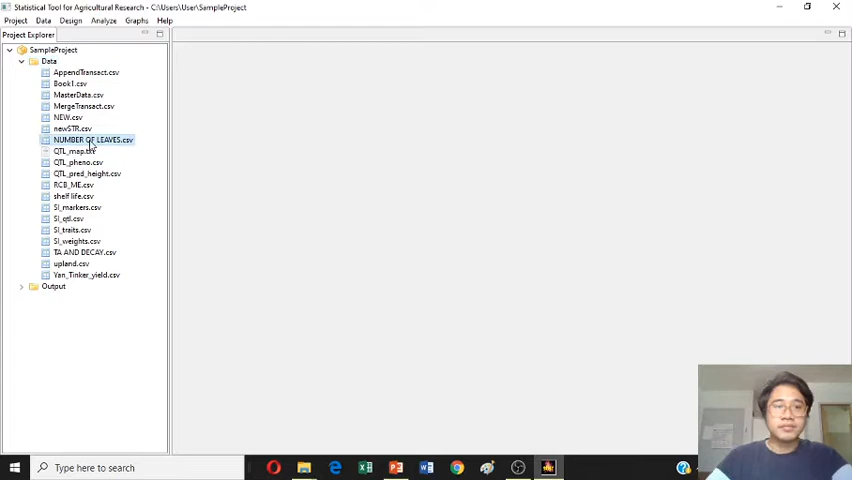 Statistical Tool for Agricultural Research - C:\Users\User\SampleProject
Project Data Design Analyze Graphs Help
Project Explorer
SampleProject
Data
AppendTransact.csv
Book1.csv
MasterData.csv
MergeTransact.csv
NEW.csv
newSTR.csv
NUMBER OF LEAVES.csv
QTL_map.txt
QTL_pheno.csv
QTL_pred_height.csv
RCB_ME.csv
shelf life.csv
SI_markers.csv
SI_qtl.csv
SI_traits.csv
SI_weights.csv
TA AND DECAY.csv
upland.csv
Yan_Tinker_yield.csv
Output
Type here to search